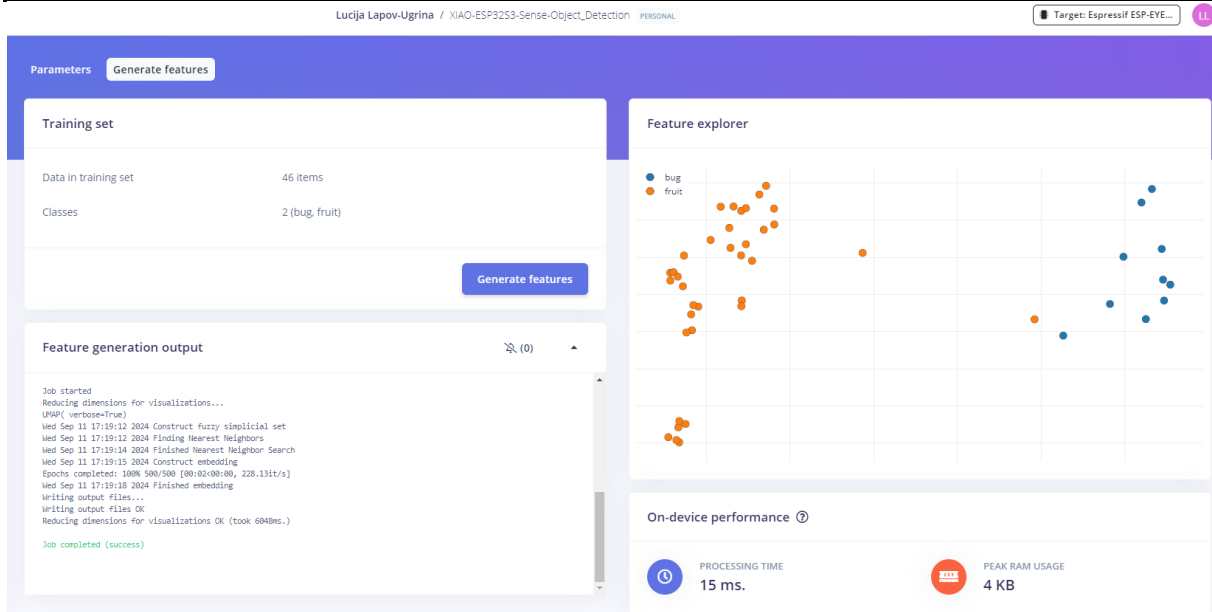 Lucija Lapov-Ugrina / XIAO-ESP32S3-Sense-Object_Detection PERSONAL
Target: Espressif ESP-EYE...
LL
Parameters
Generate features
Training set
Data in training set 46 items
Classes 2 (bug, fruit)
Generate features
Feature generation output (0)
Job started
Reducing dimensions for visualizations...
UMAP( verbose=True)
Wed Sep 11 17:19:12 2024 Construct fuzzy simplicial set
Wed Sep 11 17:19:12 2024 Finding Nearest Neighbors
Wed Sep 11 17:19:14 2024 Finished Nearest Neighbor Search
Wed Sep 11 17:19:15 2024 Construct embedding
Epochs completed: 100% 500/500 [00:02<00:00, 228.13it/s]
Wed Sep 11 17:19:18 2024 Finished embedding
Writing output files...
Writing output files OK
Reducing dimensions for visualizations OK (took 6048ms.)
Job completed (success)
Feature explorer
bug
fruit
On-device performance ?
PROCESSING TIME
15 ms.
PEAK RAM USAGE
4 KB